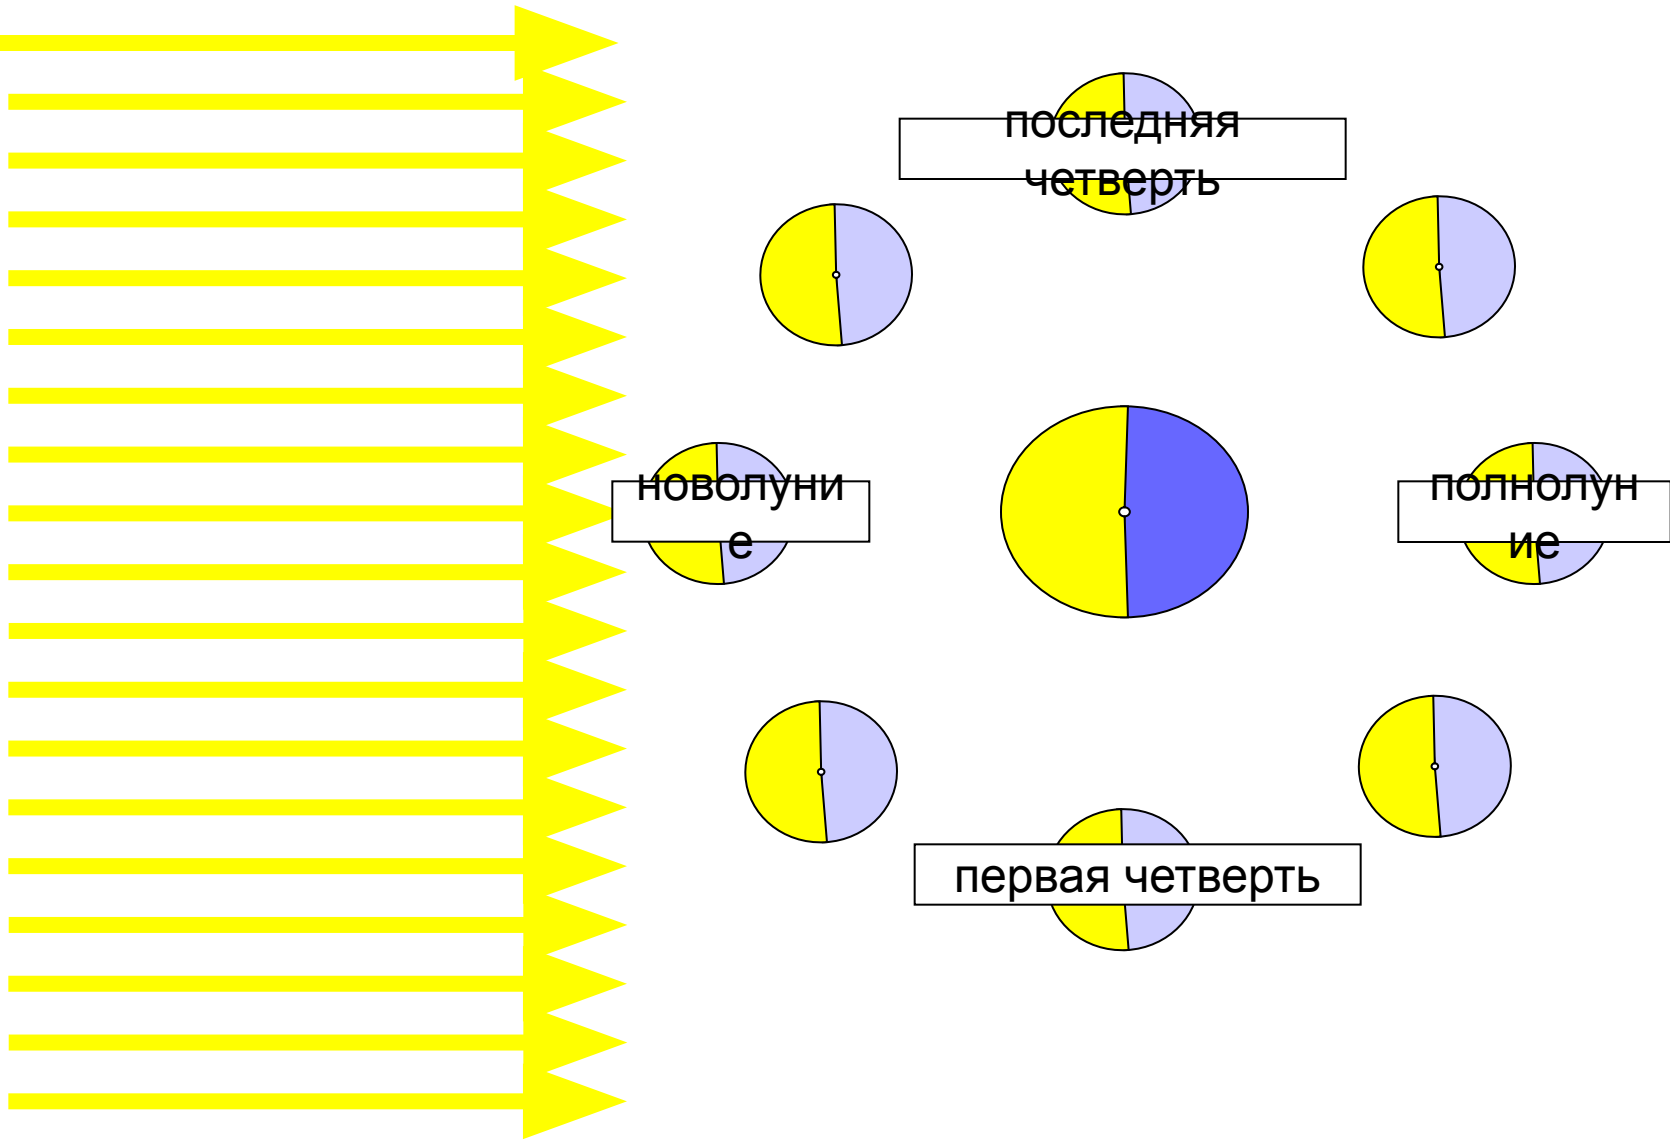 последняя
четверть
новолуни
е
полнолун
ие
первая четверть